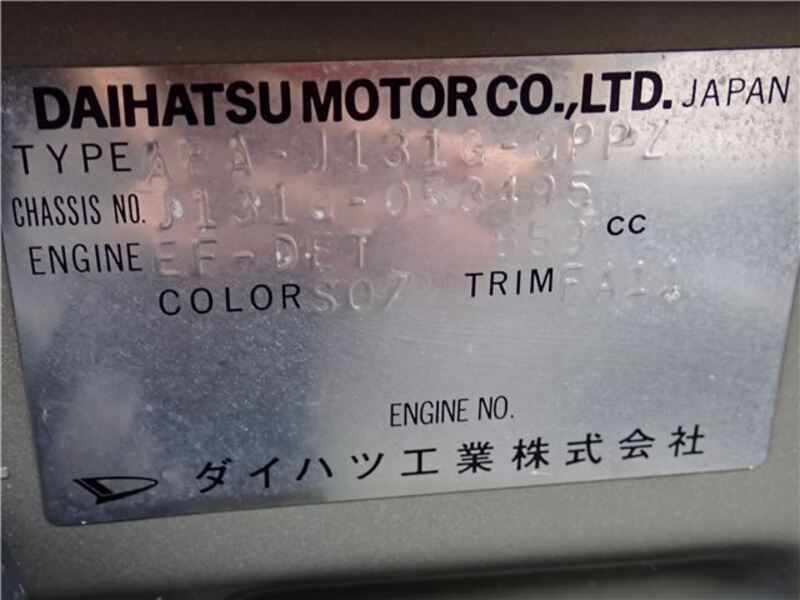 DAIHATSU MOTOR CO.,LTD. JAPAN
TYPE ABA-J131G-GPPZ
CHASSIS NO. J131G-053495
ENGINE EF-DET 659 CC
COLOR S07 TRIM FA11
ENGINE NO.
ダイハツ工業株式会社